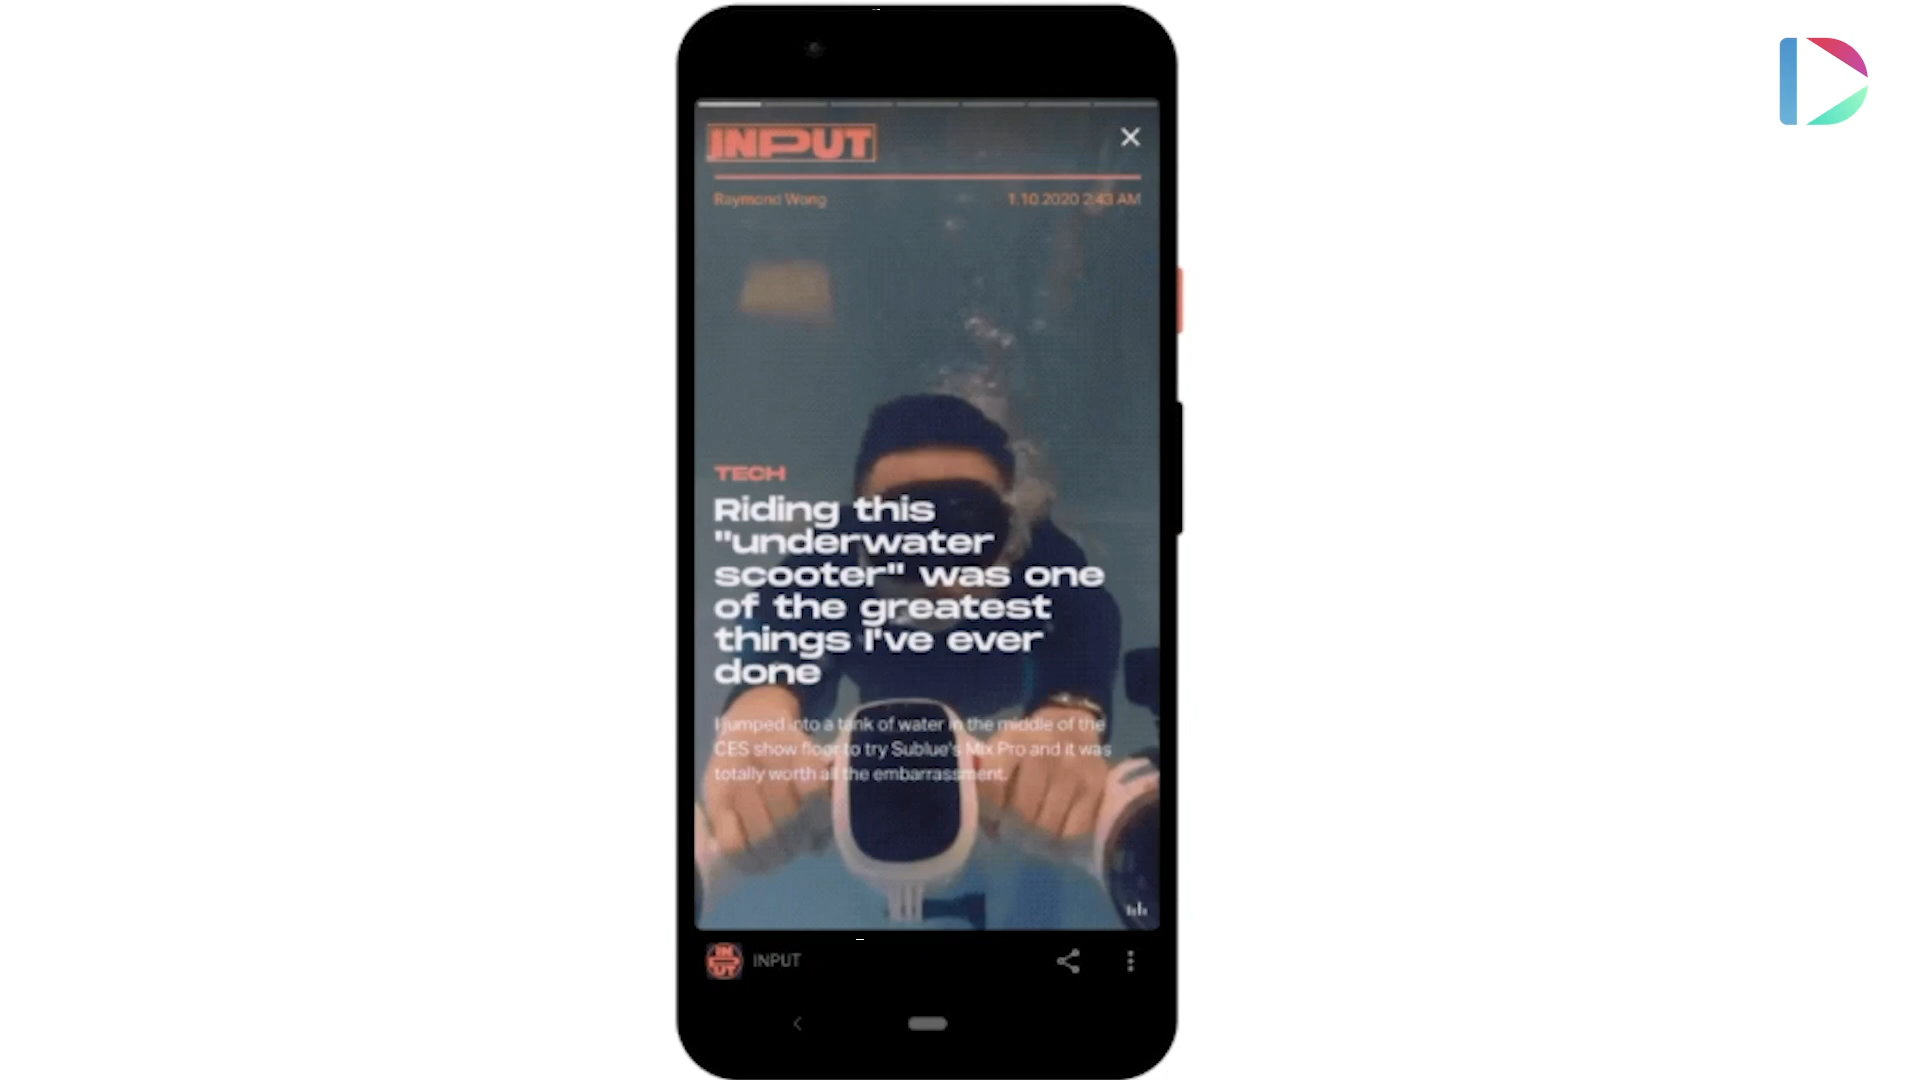 INPUT
Raymond Wong
1.10.2020 2:43 AM
TECH
Riding this
"underwater
scooter" was one
of the greatest
things I've ever
done
I jumped into a tank of water in the middle of the
CES show floor to try Sublue's Mix Pro and it was
totally worth all the embarrassment.
IN
PUT
INPUT